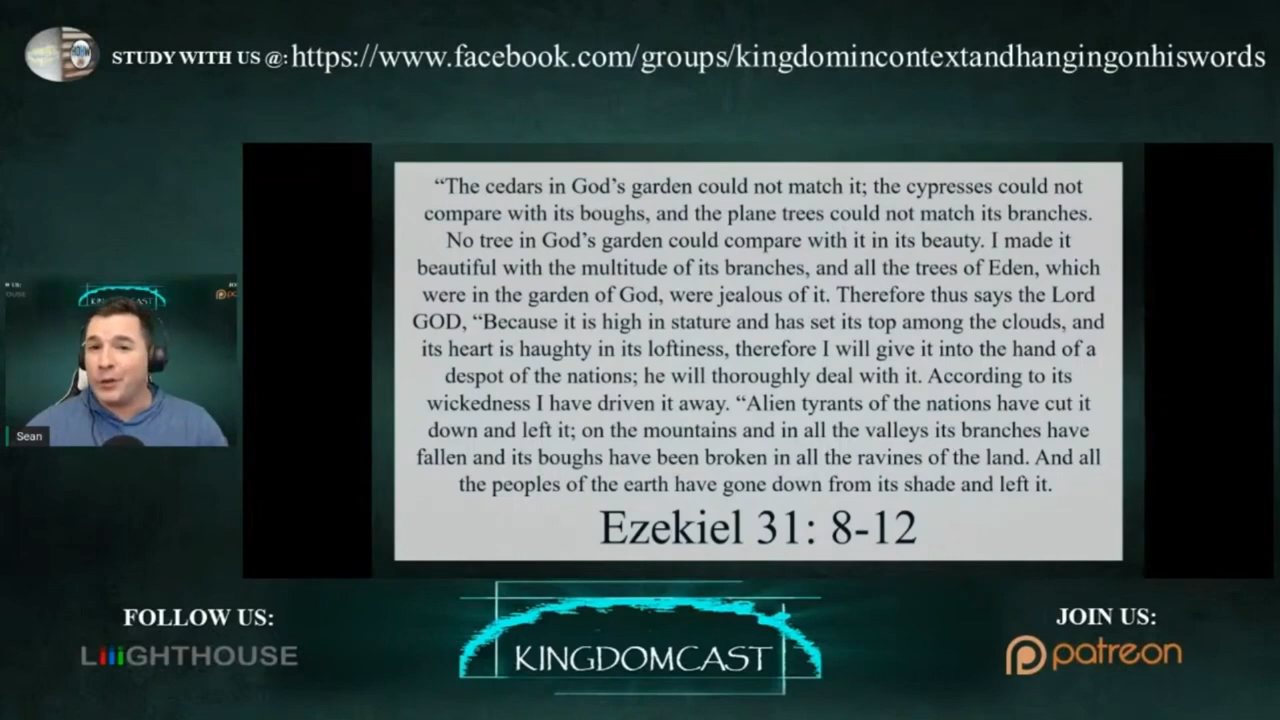 STUDY WITH US @: https://www.facebook.com/groups/kingdomincontextandhangingonhiswords
“The cedars in God’s garden could not match it; the cypresses could not
compare with its boughs, and the plane trees could not match its branches.
No tree in God’s garden could compare with it in its beauty. I made it
beautiful with the multitude of its branches, and all the trees of Eden, which
were in the garden of God, were jealous of it. Therefore thus says the Lord
GOD, “Because it is high in stature and has set its top among the clouds, and
its heart is haughty in its loftiness, therefore I will give it into the hand of a
despot of the nations; he will thoroughly deal with it. According to its
wickedness I have driven it away. “Alien tyrants of the nations have cut it
down and left it; on the mountains and in all the valleys its branches have
fallen and its boughs have been broken in all the ravines of the land. And all
the peoples of the earth have gone down from its shade and left it.
Ezekiel 31: 8-12
KINGDOMCAST
Sean
FOLLOW US:
LIIIGHTHOUSE
KINGDOMCAST
JOIN US:
patreon